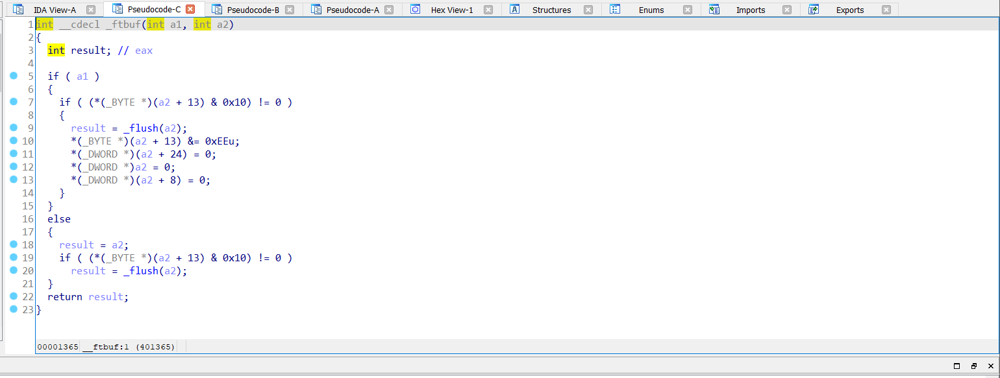 IDA View-A Pseudocode-C Pseudocode-B Pseudocode-A Hex View-1 Structures Enums Imports Exports
1 int __cdecl _ftbuf(int a1, int a2)
2 {
3   int result; // eax
4
5   if ( a1 )
6   {
7     if ( (*(_BYTE *)(a2 + 13) & 0x10) != 0 )
8     {
9       result = _flush(a2);
10       *(_BYTE *)(a2 + 13) &= 0xEEu;
11       *(_DWORD *)(a2 + 24) = 0;
12       *(_DWORD *)a2 = 0;
13       *(_DWORD *)(a2 + 8) = 0;
14     }
15   }
16   else
17   {
18     result = a2;
19     if ( (*(_BYTE *)(a2 + 13) & 0x10) != 0 )
20       result = _flush(a2);
21   }
22   return result;
23 }
00001365 __ftbuf:1 (401365)